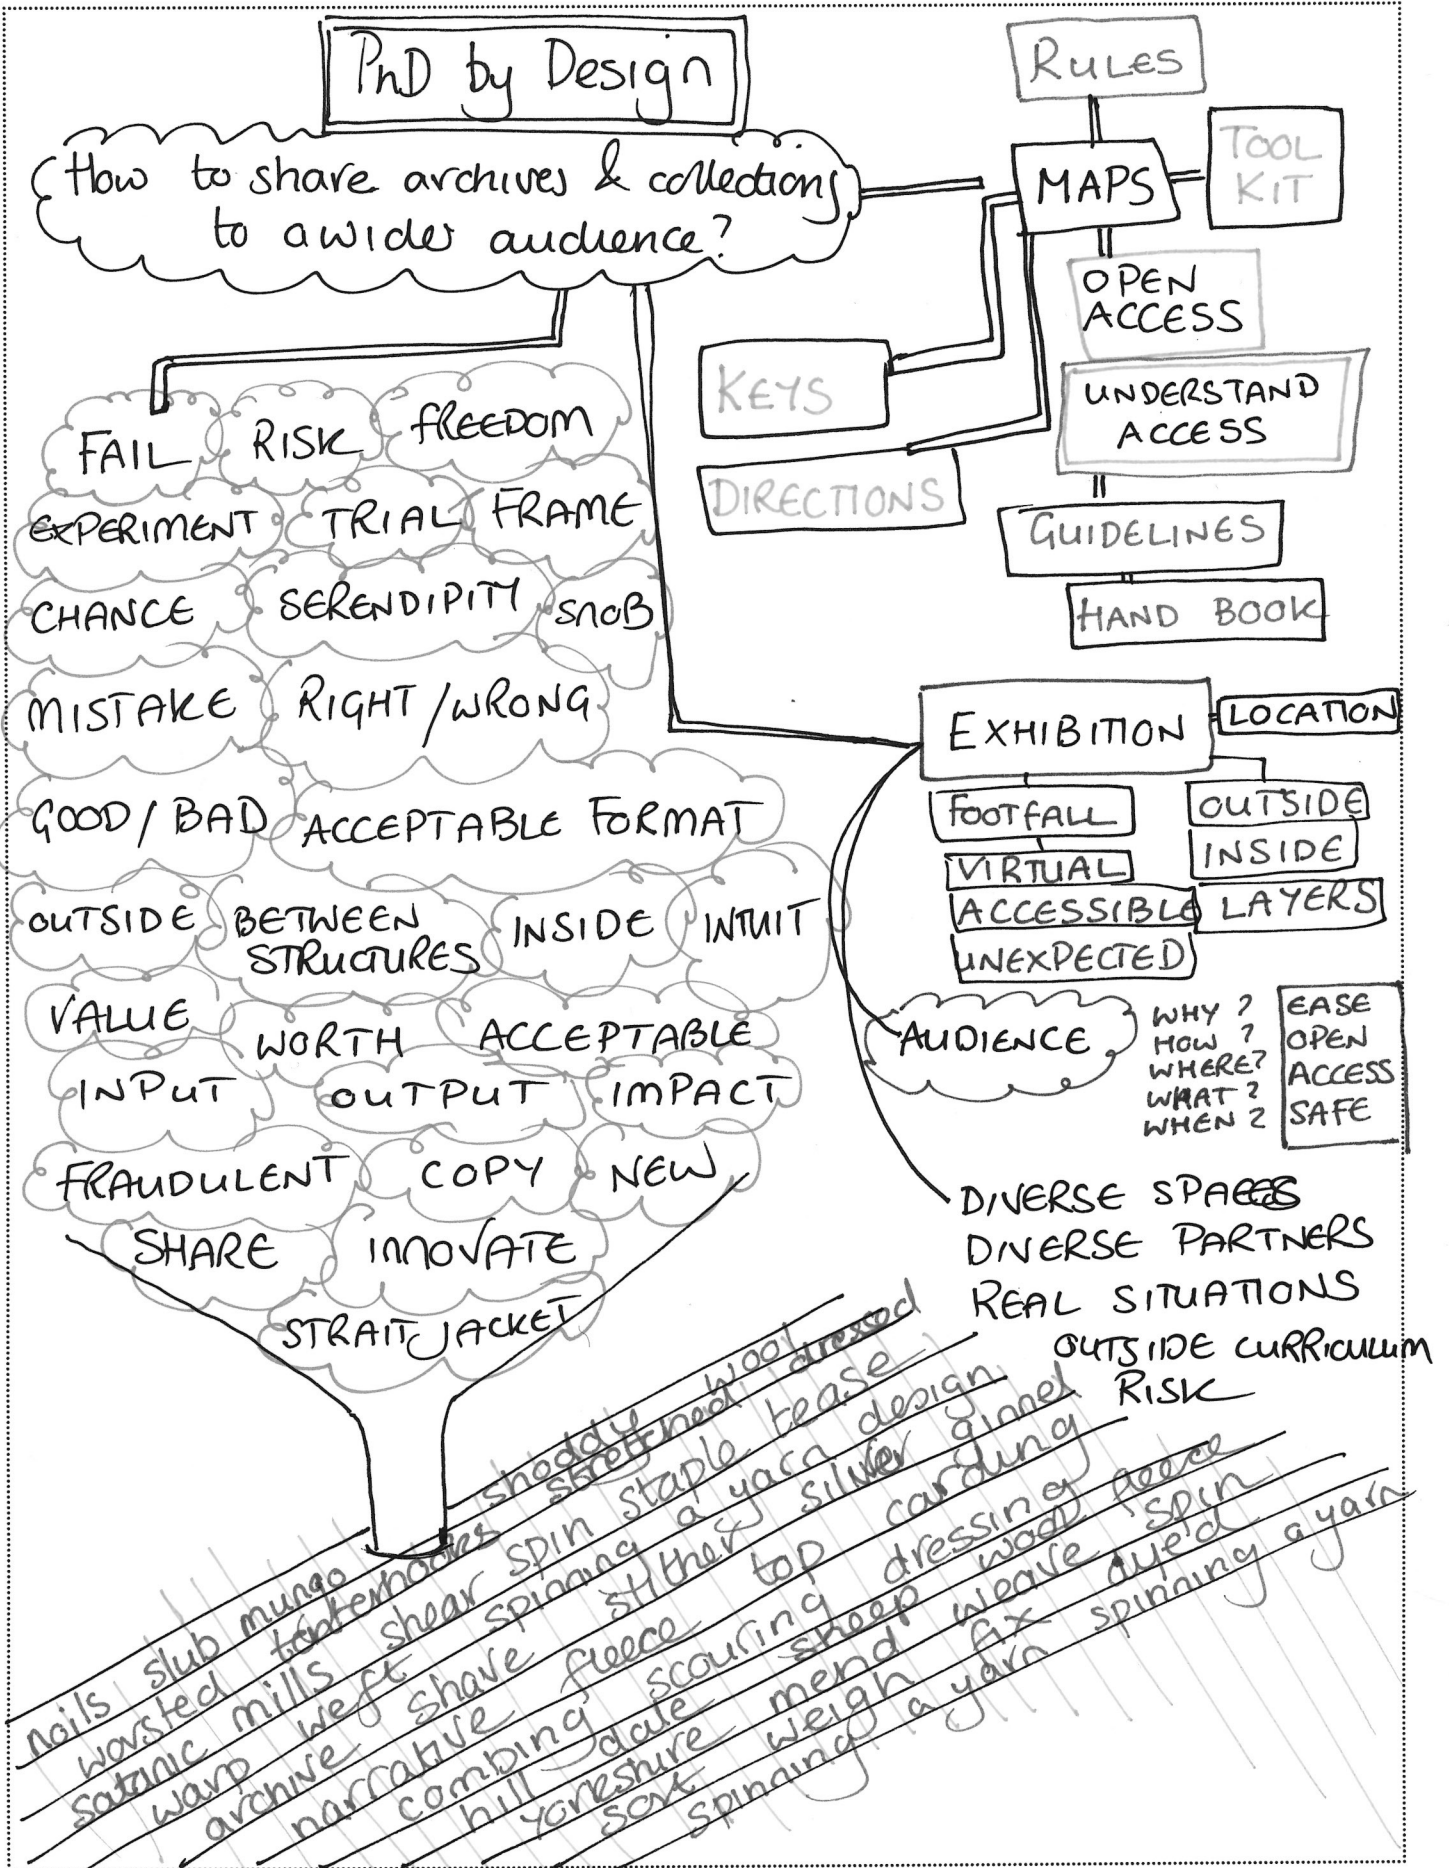 PhD by Design
How to share archives & collections
to a wider audience?
RULES
MAPS
TOOL
KIT
OPEN
ACCESS
UNDERSTAND
ACCESS
KEYS
DIRECTIONS
GUIDELINES
HAND BOOK
FAIL RISK FREEDOM
EXPERIMENT TRIAL FRAME
CHANCE SERENDIPITY SNOB
MISTAKE RIGHT/WRONG
GOOD/BAD ACCEPTABLE FORMAT
OUTSIDE BETWEEN
STRUCTURES INSIDE INTUIT
VALUE WORTH ACCEPTABLE
INPUT OUTPUT IMPACT
FRAUDULENT COPY NEW
SHARE INNOVATE
STRAIT JACKET
EXHIBITION
LOCATION
FOOTFALL
VIRTUAL
ACCESSIBLE
UNEXPECTED
OUTSIDE
INSIDE
LAYERS
AUDIENCE
WHY?
HOW?
WHERE?
WHAT?
WHEN?
EASE
OPEN
ACCESS
SAFE
DIVERSE SPACES
DIVERSE PARTNERS
REAL SITUATIONS
OUTSIDE CURRICULUM
RISK
nails slub mungo shoddy wool
worsted tenterhooks stretched dressed
satanic mills shear spin staple tease
warp weft spinning a yarn design
archive share slither silver ginnel
narrative fleece top carding
combing scouring dressing
hill dale sheep wool fleece
yorkshire mend weave spin
sort weigh fix dyed
spinning a yarn spinning a yarn